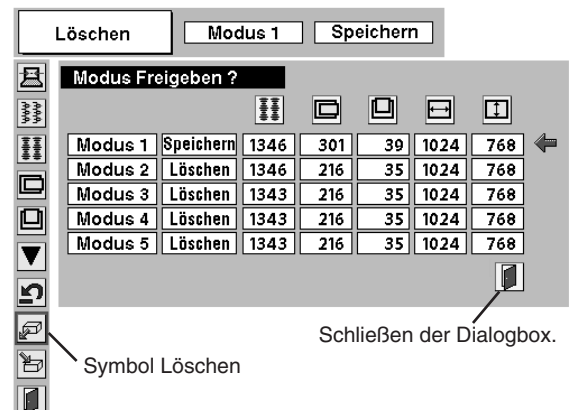 Löschen Modus 1 Speichern
Modus Freigeben ?
Modus 1 Speichern 1346 301 39 1024 768
Modus 2 Löschen 1346 216 35 1024 768
Modus 3 Löschen 1343 216 35 1024 768
Modus 4 Löschen 1343 216 35 1024 768
Modus 5 Löschen 1343 216 35 1024 768
Schließen der Dialogbox.
Symbol Löschen